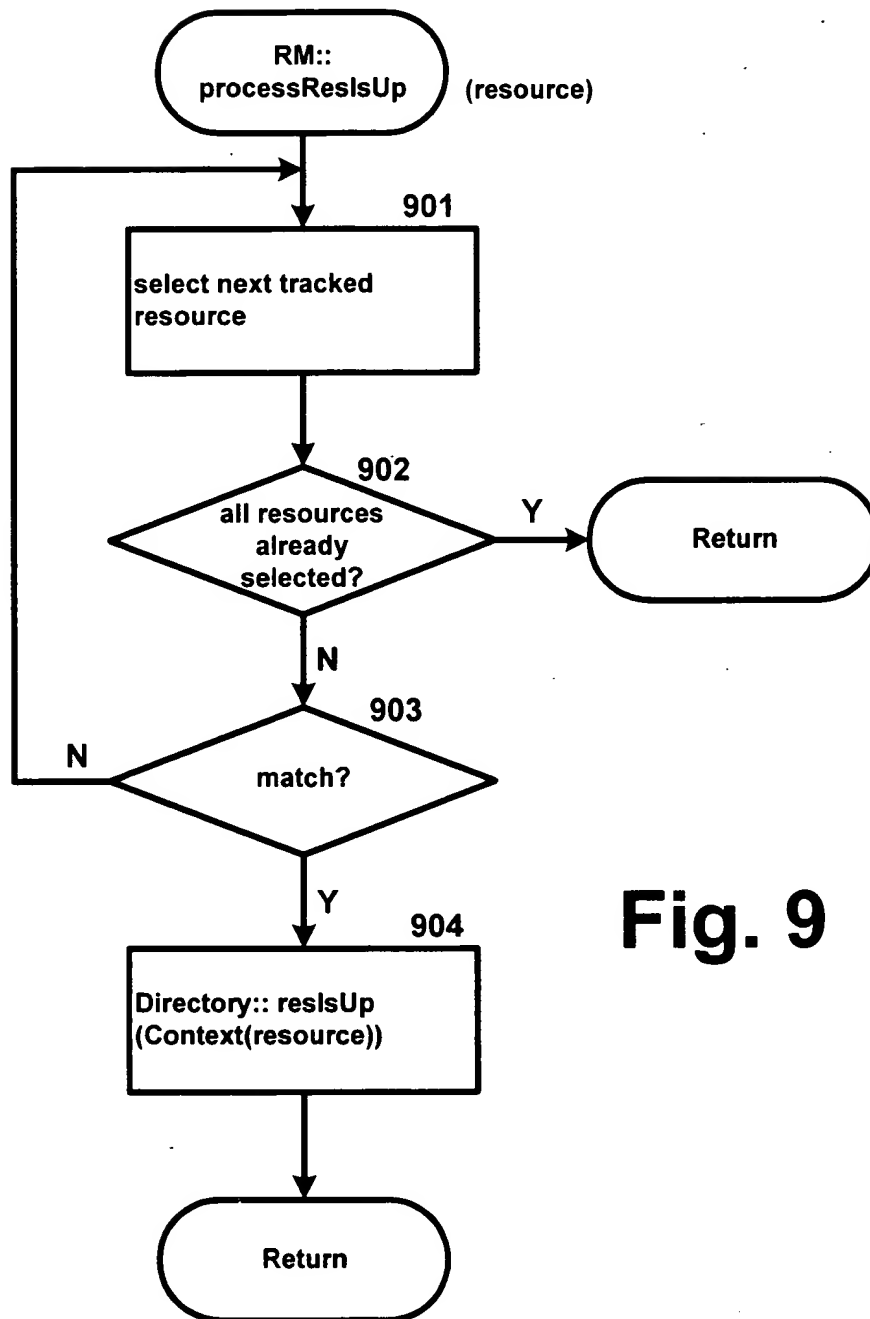 RM::
processResIsUp
(resource)
901
select next tracked
resource
902
all resources
already
selected?
Y
Return
N
903
N
match?
Y
904
Directory:: resIsUp
(Context(resource))
Return
Fig. 9